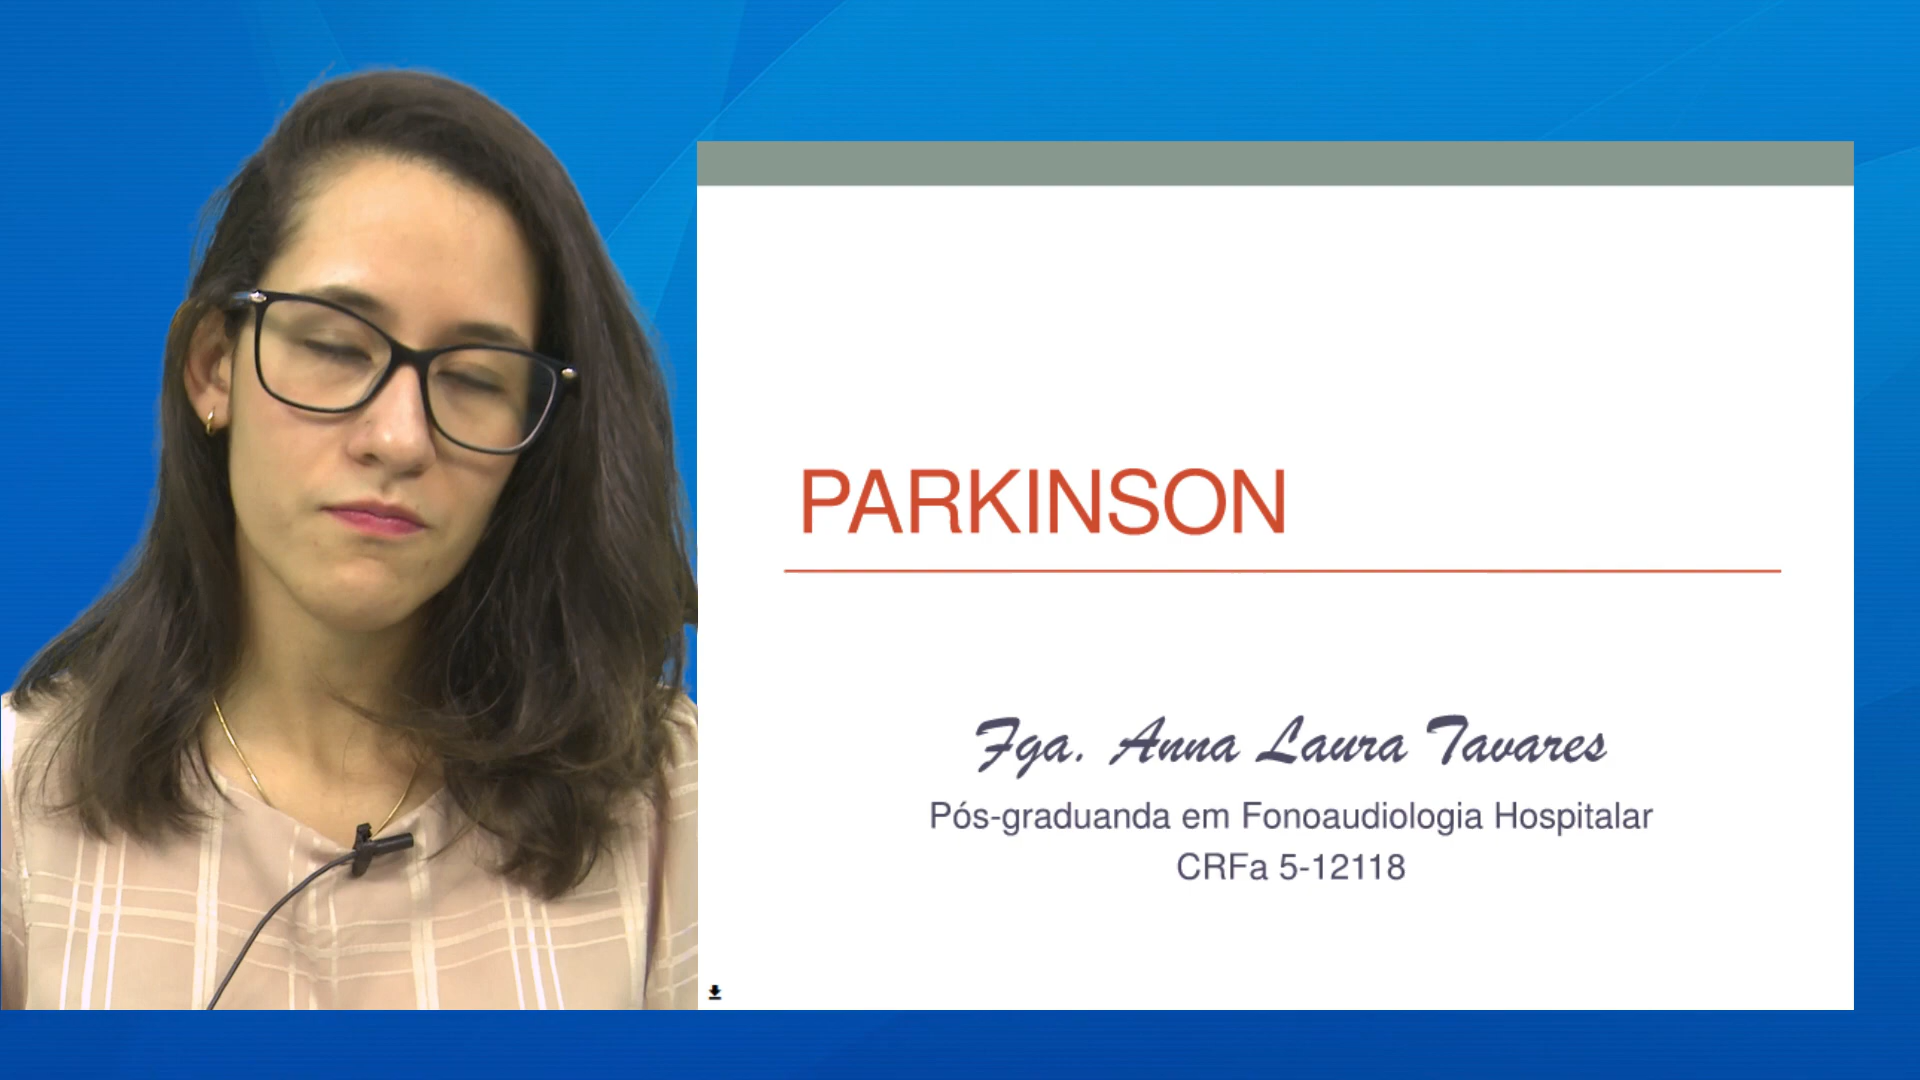 PARKINSON
Fga. Anna Laura Tavares
Pós-graduanda em Fonoaudiologia Hospitalar
CRFa 5-12118